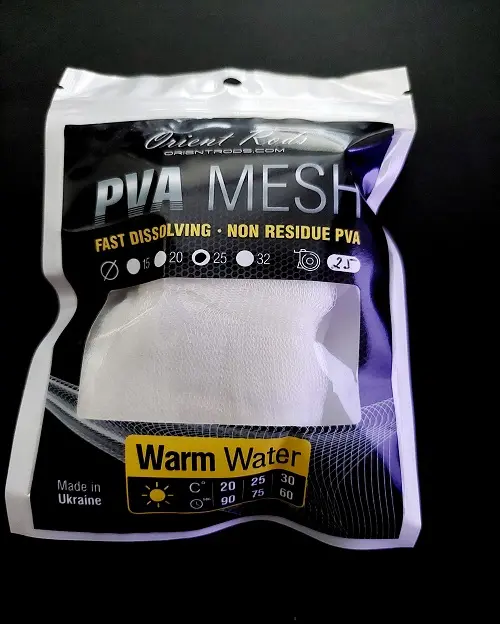 Orient Rods
ORIENTRODS.COM
PVA MESH
FAST DISSOLVING · NON RESIDUE PVA
Ø 15 20 25 32 25
Warm Water
C° 20 25 30
90 75 60
Made in
Ukraine